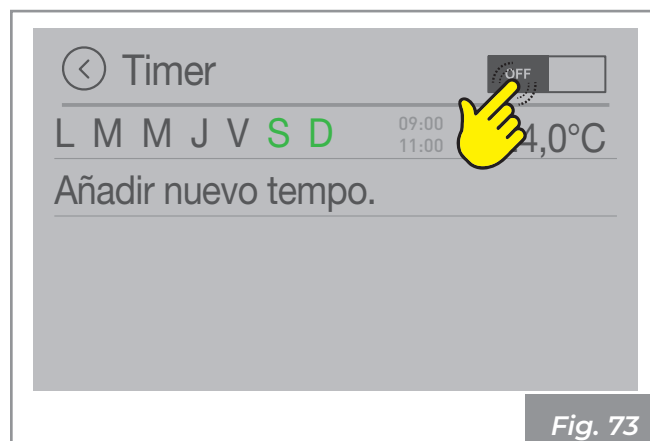 Timer
OFF
L M M J V S D 09:00 4,0°C
11:00
Añadir nuevo tempo.
Fig. 73